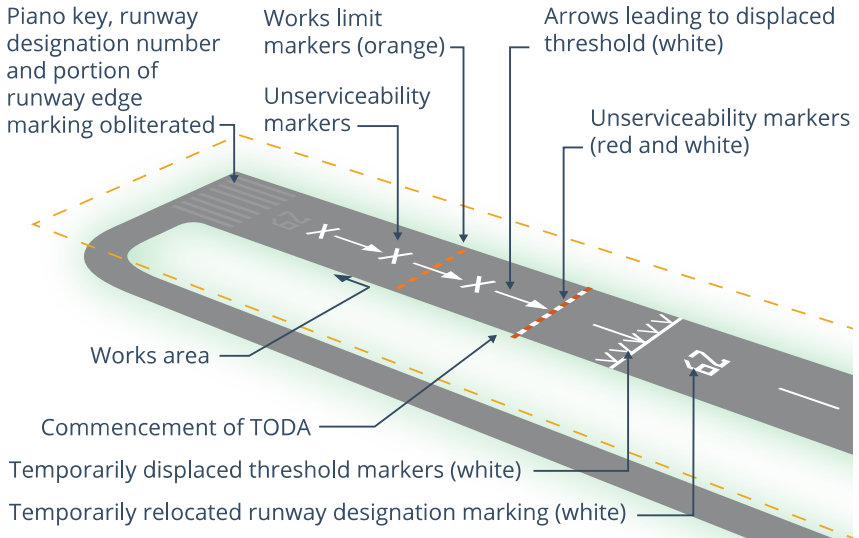 Piano key, runway
designation number
and portion of
runway edge
marking obliterated
Works limit
markers (orange)
Arrows leading to displaced
threshold (white)
Unserviceability
markers
Unserviceability markers
(red and white)
29
29
Works area
Commencement of TODA
Temporarily displaced threshold markers (white)
Temporarily relocated runway designation marking (white)